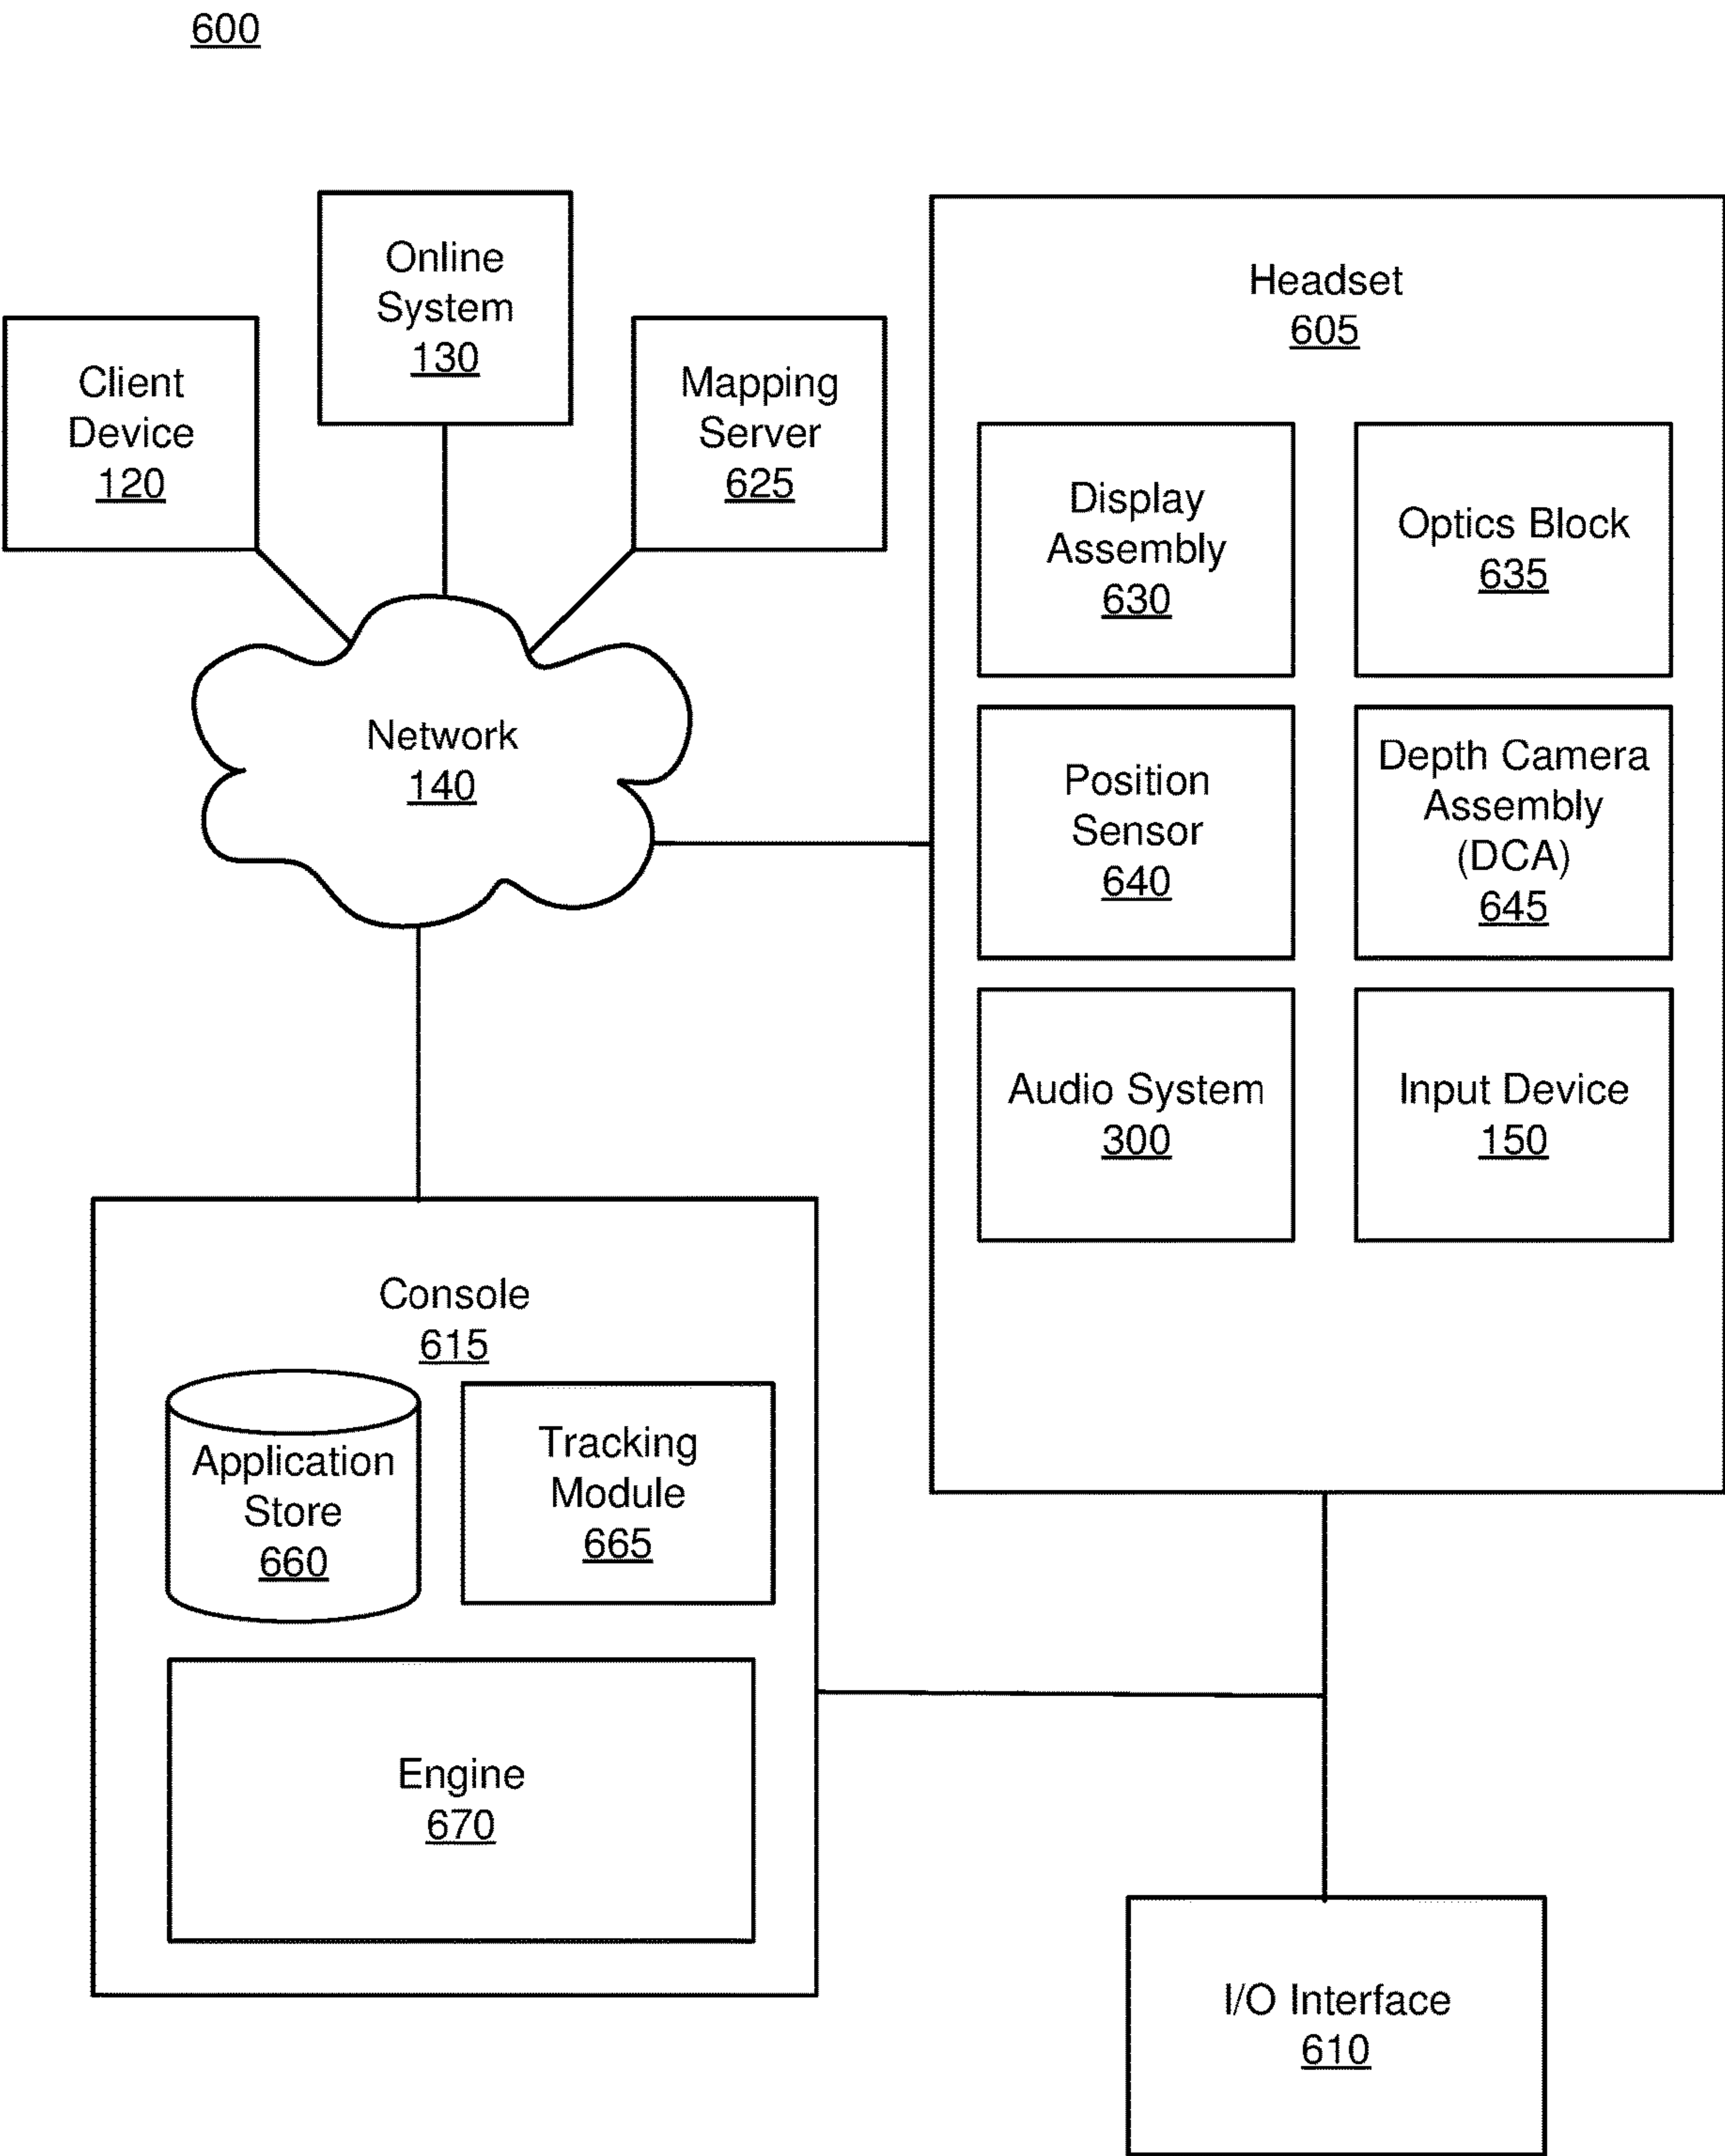 600
Online
System
130
Client
Device
120
Mapping
Server
625
Network
140
Headset
605
Display
Assembly
630
Optics Block
635
Position
Sensor
640
Depth Camera
Assembly
(DCA)
645
Audio System
300
Input Device
150
Console
615
Application
Store
660
Tracking
Module
665
Engine
670
I/O Interface
610